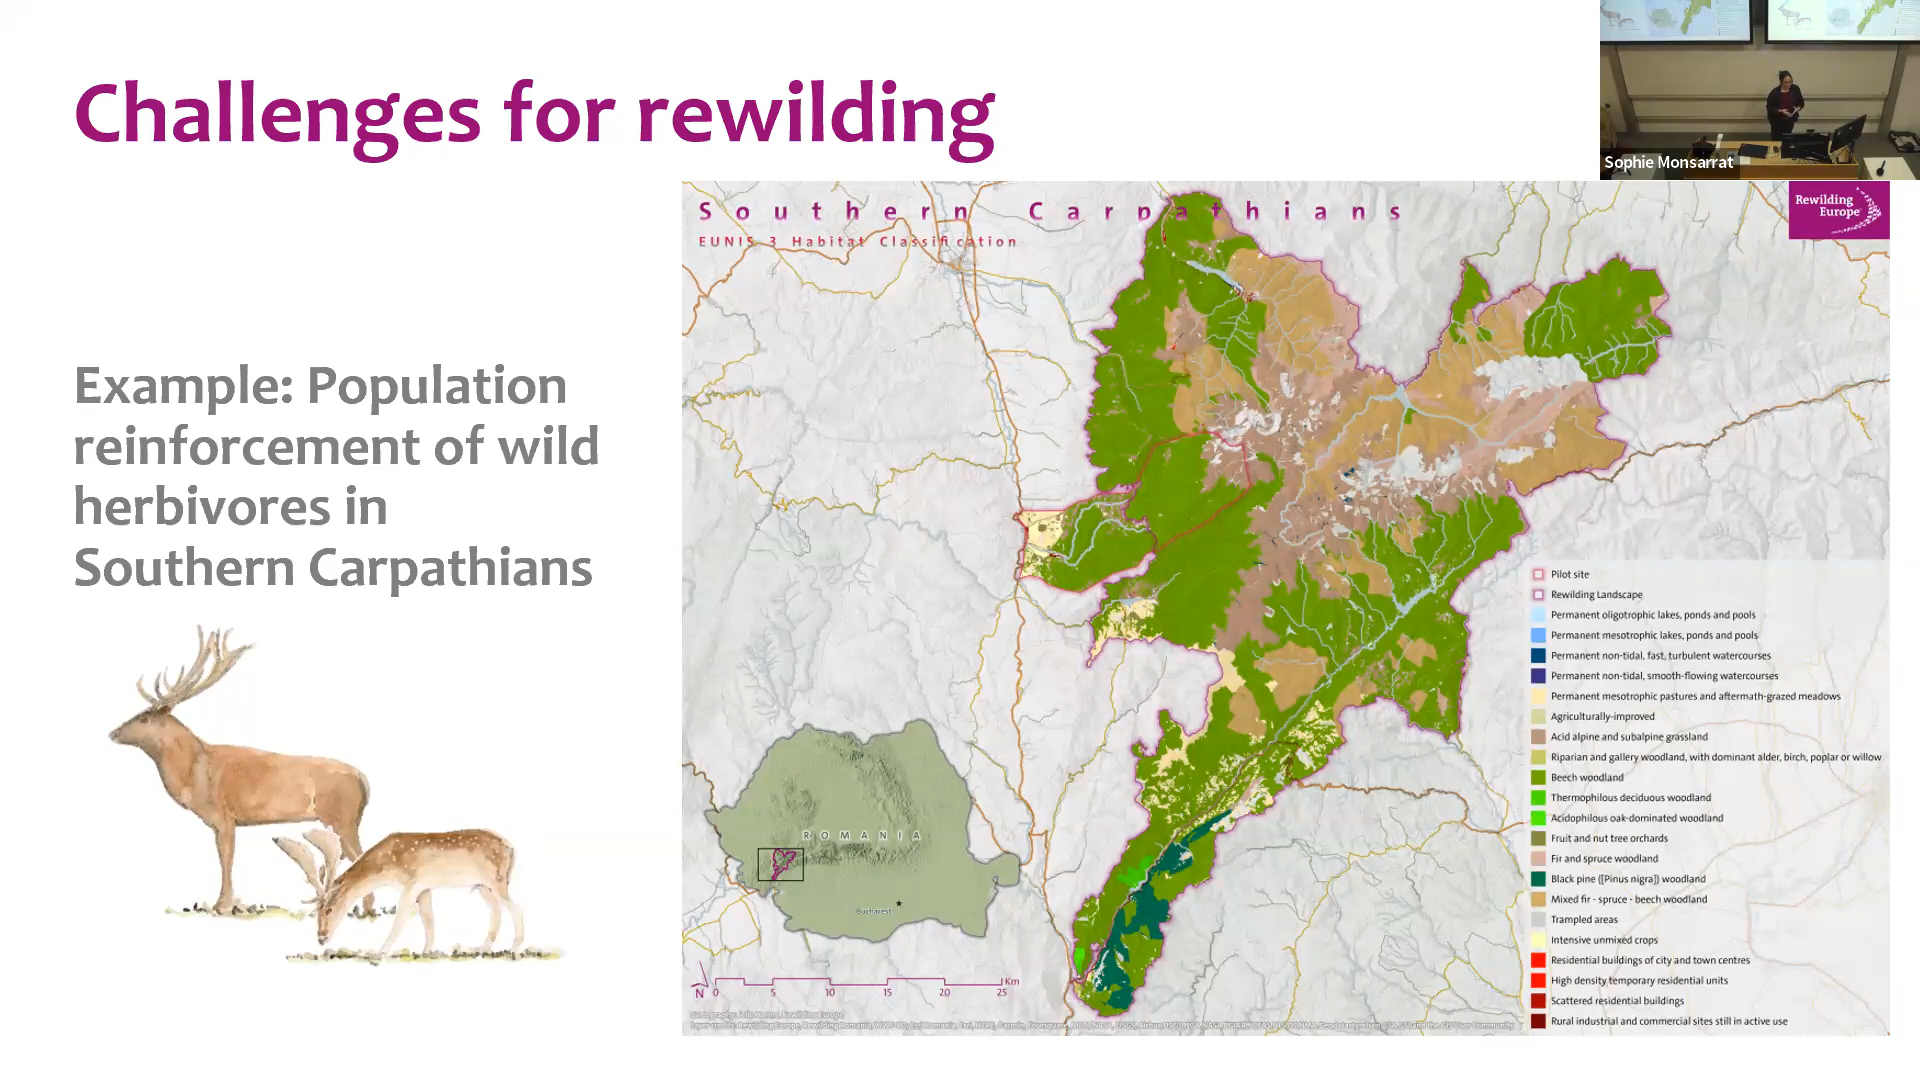 Challenges for rewilding
Sophie Monsarrat
Southern Carpathians
EUNIS 3 Habitat Classification
Rewilding
Europe
Example: Population
reinforcement of wild
herbivores in
Southern Carpathians
Pilot site
Rewilding Landscape
Permanent oligotrophic lakes, ponds and pools
Permanent mesotrophic lakes, ponds and pools
Permanent non-tidal, fast, turbulent watercourses
Permanent non-tidal, smooth-flowing watercourses
Permanent mesotrophic pastures and aftermath-grazed meadows
Agriculturally-improved
Acid alpine and subalpine grassland
Riparian and gallery woodland, with dominant alder, birch, poplar or willow
Beech woodland
Thermophilous deciduous woodland
Acidophilous oak-dominated woodland
Fruit and nut tree orchards
Fir and spruce woodland
Black pine ([Pinus nigra]) woodland
Mixed fir - spruce - beech woodland
Trampled areas
Intensive unmixed crops
Residential buildings of city and town centres
High density temporary residential units
Scattered residential buildings
Rural industrial and commercial sites still in active use
ROMANIA
Bucharest
N 0 5 10 15 20 25 Km